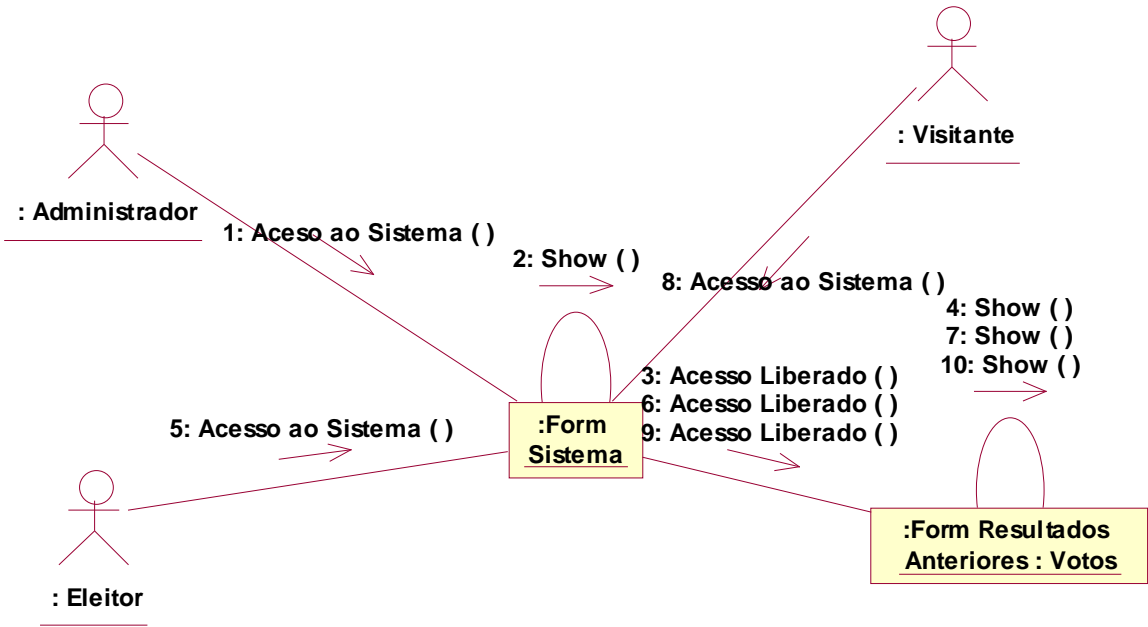 : Visitante
: Administrador
1: Aceso ao Sistema ( )
2: Show ( )
8: Acesso ao Sistema ( )
4: Show ( )
7: Show ( )
10: Show ( )
3: Acesso Liberado ( )
6: Acesso Liberado ( )
9: Acesso Liberado ( )
5: Acesso ao Sistema ( )
:Form
Sistema
:Form Resultados
Anteriores : Votos
: Eleitor